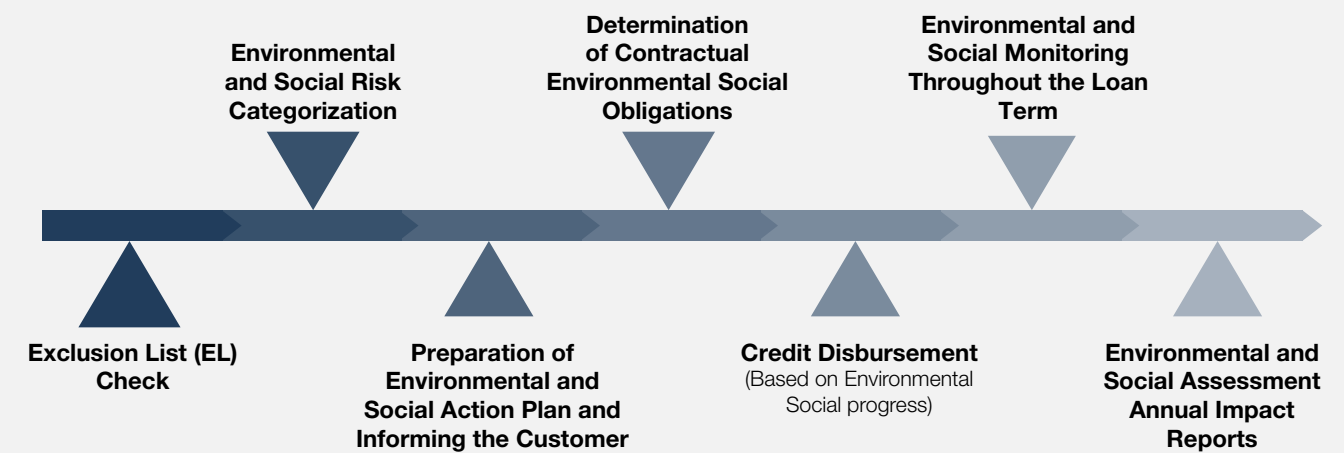 Environmental
and Social Risk
Categorization
Determination
of Contractual
Environmental Social
Obligations
Environmental and
Social Monitoring
Throughout the Loan
Term
Exclusion List (EL)
Check
Preparation of
Environmental and
Social Action Plan and
Informing the Customer
Credit Disbursement
(Based on Environmental
Social progress)
Environmental and
Social Assessment
Annual Impact
Reports